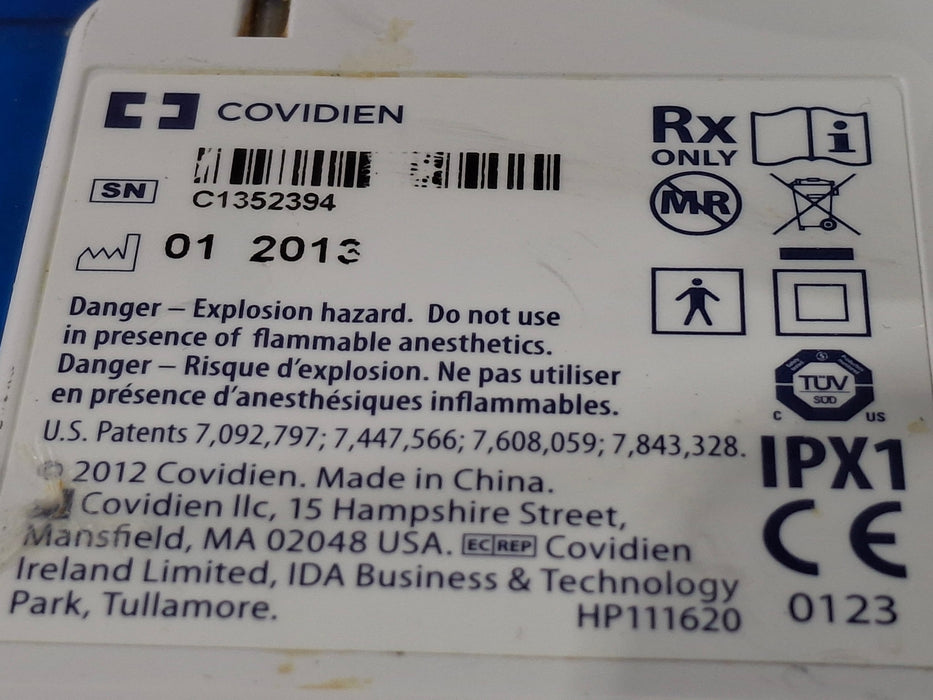 COVIDIEN
Rx
ONLY
SN
C1352394
MR
01 2013
Danger – Explosion hazard. Do not use
in presence of flammable anesthetics.
Danger – Risque d'explosion. Ne pas utiliser
en présence d'anesthésiques inflammables.
TÜV
SÜD
C US
U.S. Patents 7,092,797; 7,447,566; 7,608,059; 7,843,328.
IPX1
© 2012 Covidien. Made in China.
Covidien llc, 15 Hampshire Street,
Mansfield, MA 02048 USA. EC REP Covidien
Ireland Limited, IDA Business & Technology
Park, Tullamore.
HP111620
CE
0123